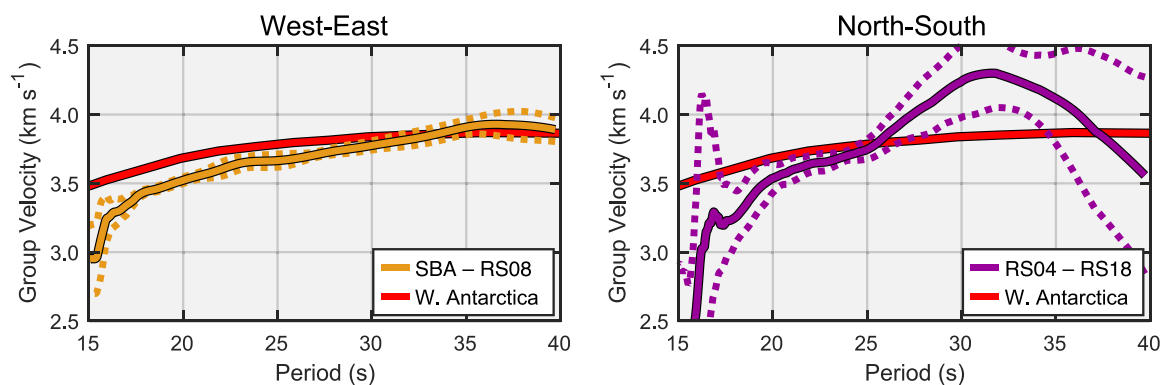 West-East
North-South
Group Velocity (km s⁻¹)
4.5
4.0
3.5
3.0
2.5
SBA – RS08
W. Antarctica
15
20
25
30
35
40
Period (s)
Group Velocity (km s⁻¹)
4.5
4.0
3.5
3.0
2.5
RS04 – RS18
W. Antarctica
15
20
25
30
35
40
Period (s)